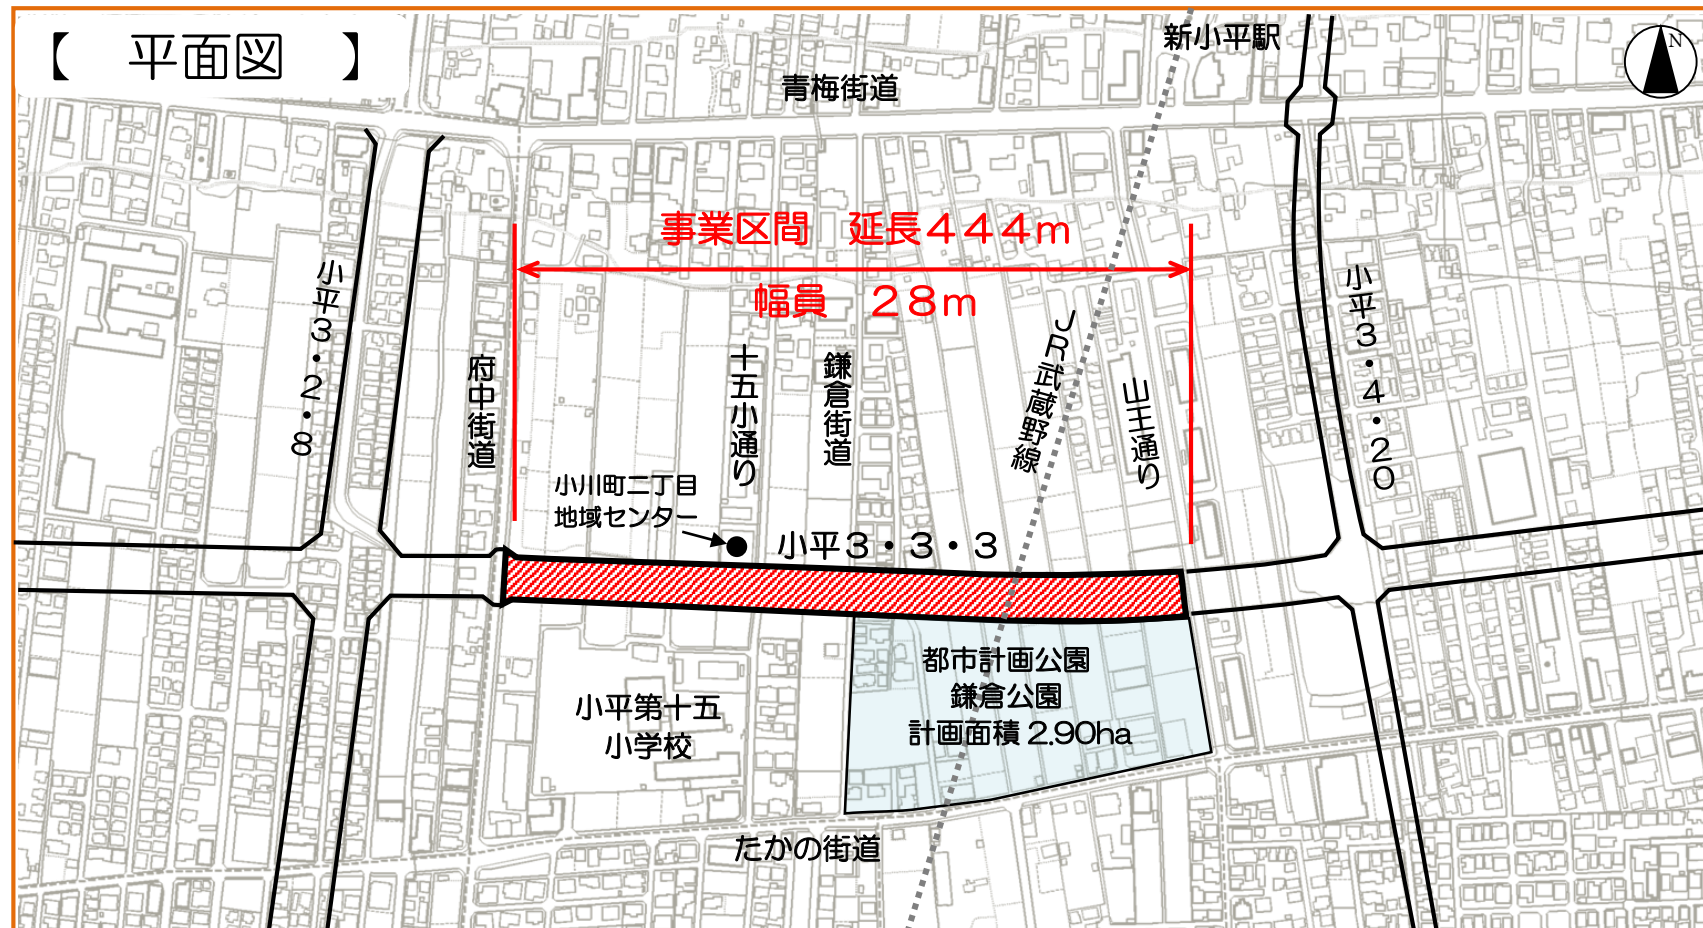 【　平面図　】
新小平駅
N
青梅街道
事業区間　延長444m
幅員　28m
小平3・2・8
府中街道
十五小通り
鎌倉街道
JR武蔵野線
山王通り
小平3・4・20
小川町二丁目
地域センター
小平3・3・3
都市計画公園
鎌倉公園
計画面積 2.90ha
小平第十五
小学校
たかの街道